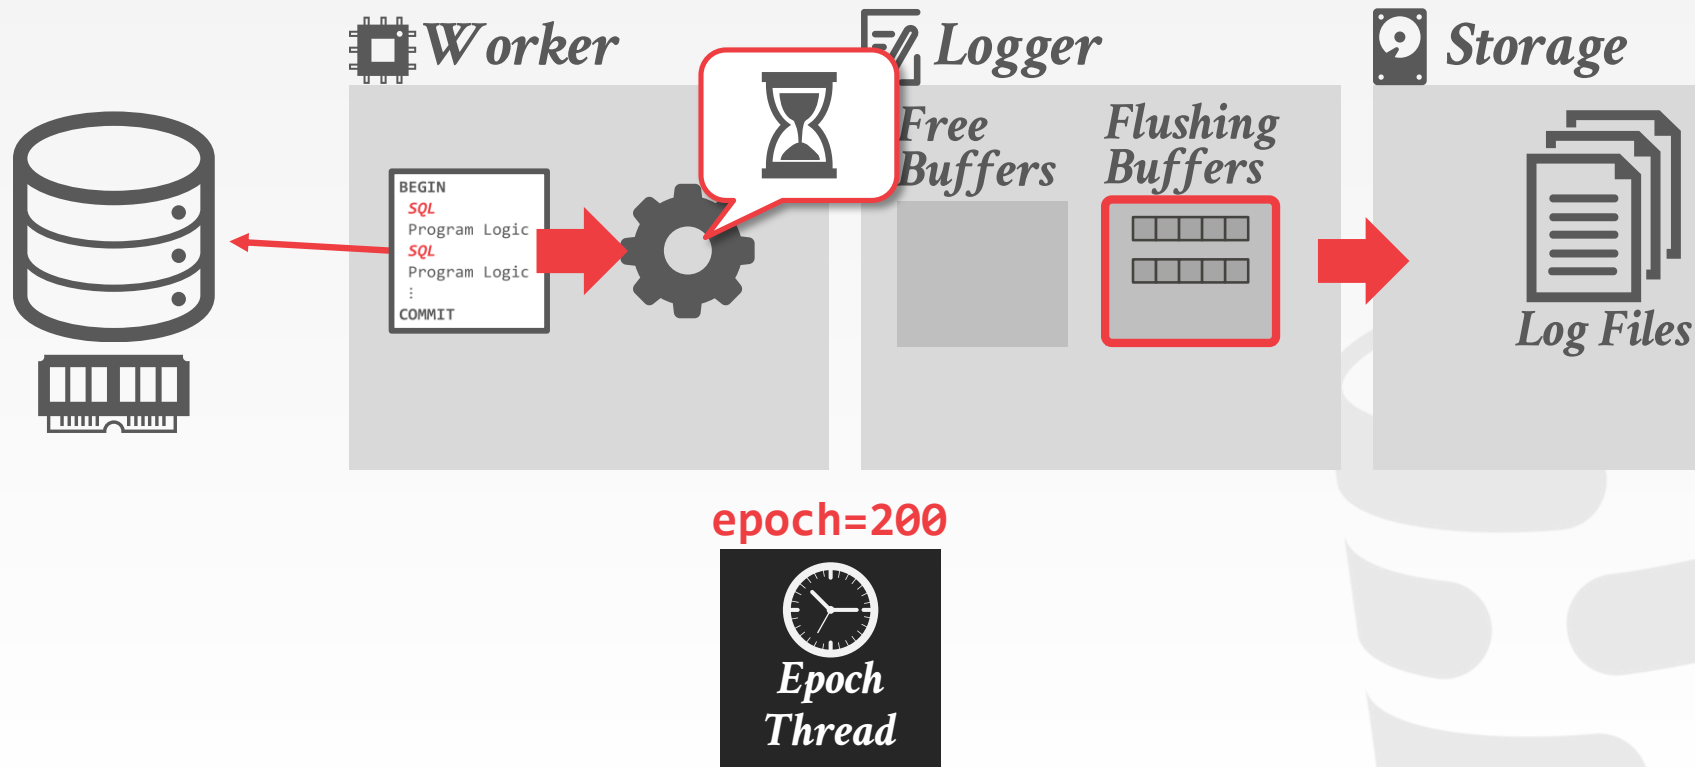 Worker
Logger
Storage
Free
Buffers
Flushing
Buffers
BEGIN
SQL
Program Logic
SQL
Program Logic
⋮
COMMIT
Log Files
epoch=200
Epoch
Thread